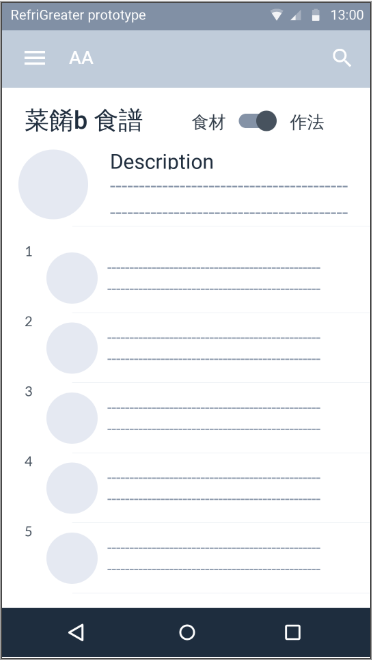 RefriGreater prototype 13:00
AA
菜餚b 食譜 食材 作法
Description
1
2
3
4
5